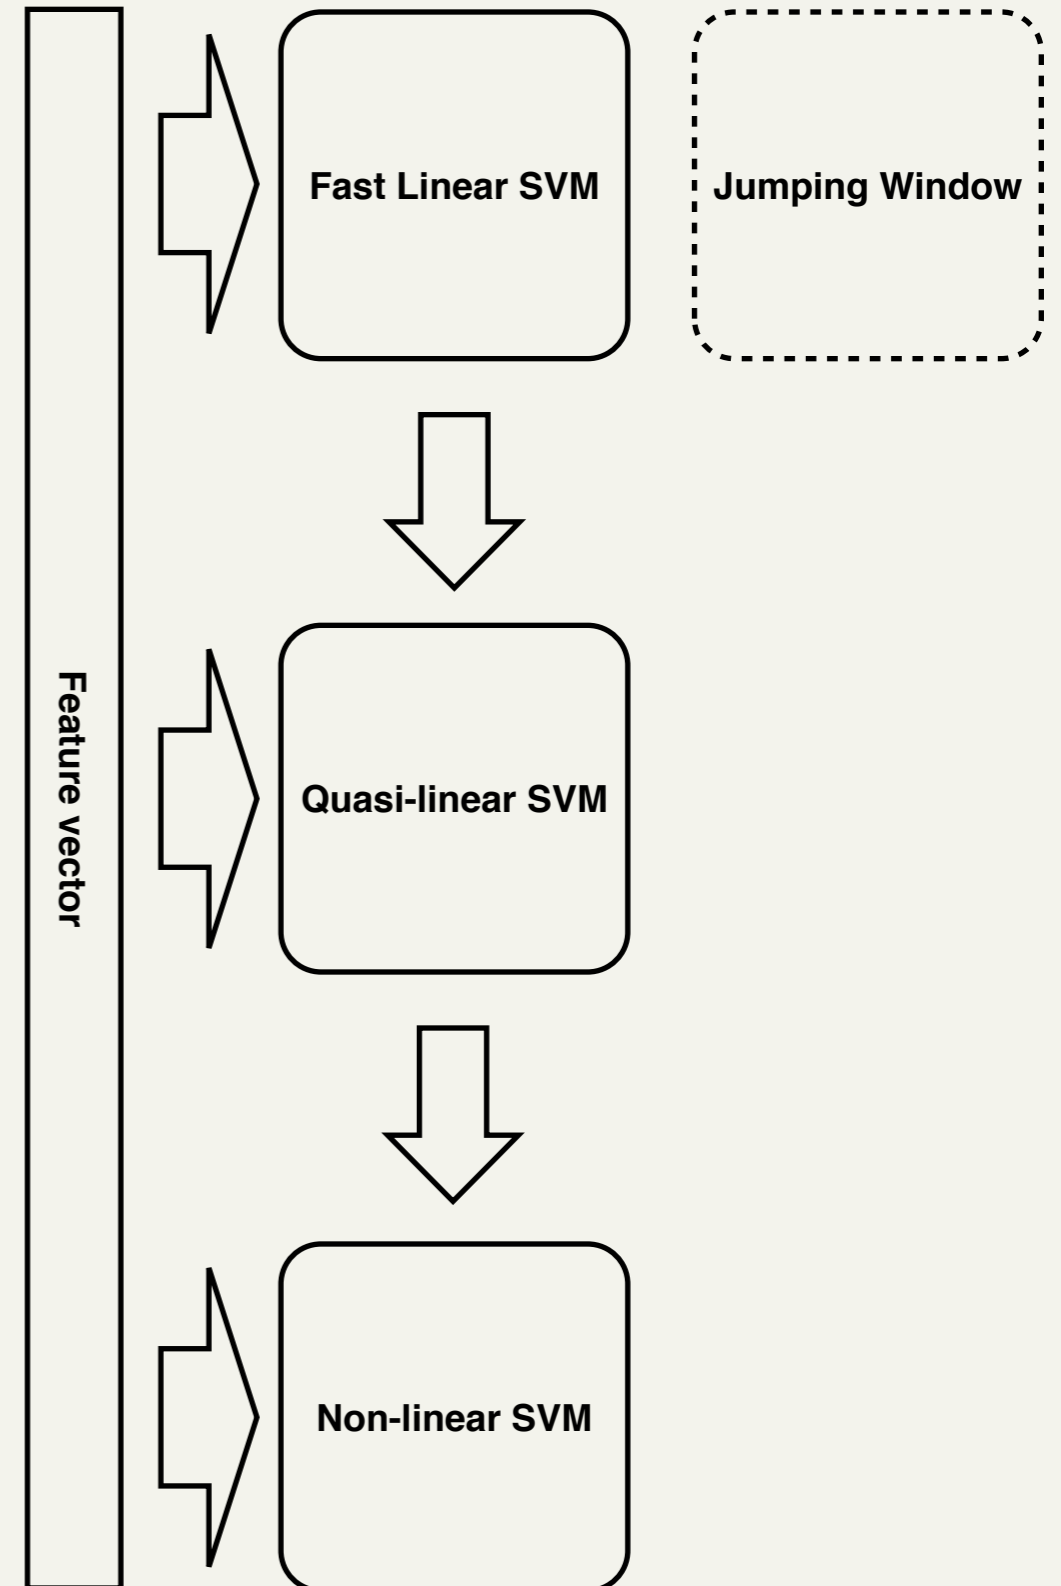 Fast Linear SVM
Jumping Window
Feature vector
Quasi-linear SVM
Non-linear SVM